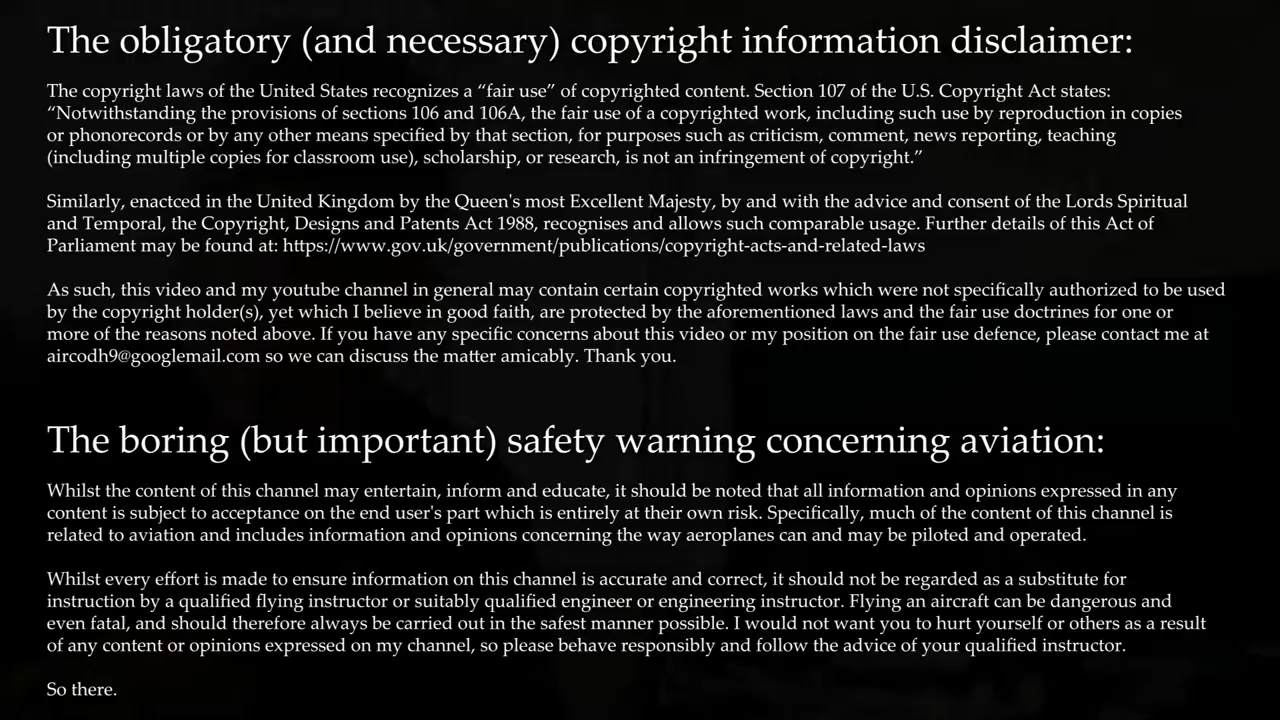 The obligatory (and necessary) copyright information disclaimer:
The copyright laws of the United States recognizes a “fair use” of copyrighted content. Section 107 of the U.S. Copyright Act states:
“Notwithstanding the provisions of sections 106 and 106A, the fair use of a copyrighted work, including such use by reproduction in copies
or phonorecords or by any other means specified by that section, for purposes such as criticism, comment, news reporting, teaching
(including multiple copies for classroom use), scholarship, or research, is not an infringement of copyright.”
Similarly, enactced in the United Kingdom by the Queen's most Excellent Majesty, by and with the advice and consent of the Lords Spiritual
and Temporal, the Copyright, Designs and Patents Act 1988, recognises and allows such comparable usage. Further details of this Act of
Parliament may be found at: https://www.gov.uk/government/publications/copyright-acts-and-related-laws
As such, this video and my youtube channel in general may contain certain copyrighted works which were not specifically authorized to be used
by the copyright holder(s), yet which I believe in good faith, are protected by the aforementioned laws and the fair use doctrines for one or
more of the reasons noted above. If you have any specific concerns about this video or my position on the fair use defence, please contact me at
aircodh9@googlemail.com so we can discuss the matter amicably. Thank you.
The boring (but important) safety warning concerning aviation:
Whilst the content of this channel may entertain, inform and educate, it should be noted that all information and opinions expressed in any
content is subject to acceptance on the end user's part which is entirely at their own risk. Specifically, much of the content of this channel is
related to aviation and includes information and opinions concerning the way aeroplanes can and may be piloted and operated.
Whilst every effort is made to ensure information on this channel is accurate and correct, it should not be regarded as a substitute for
instruction by a qualified flying instructor or suitably qualified engineer or engineering instructor. Flying an aircraft can be dangerous and
even fatal, and should therefore always be carried out in the safest manner possible. I would not want you to hurt yourself or others as a result
of any content or opinions expressed on my channel, so please behave responsibly and follow the advice of your qualified instructor.
So there.